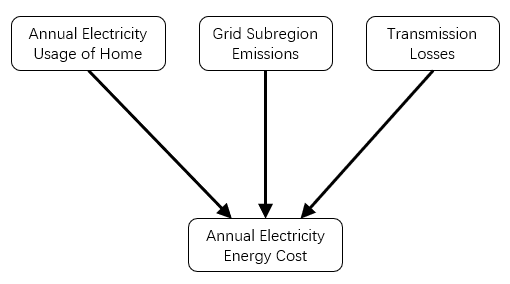 Annual Electricity
Usage of Home
Grid Subregion
Emissions
Transmission
Losses
Annual Electricity
Energy Cost